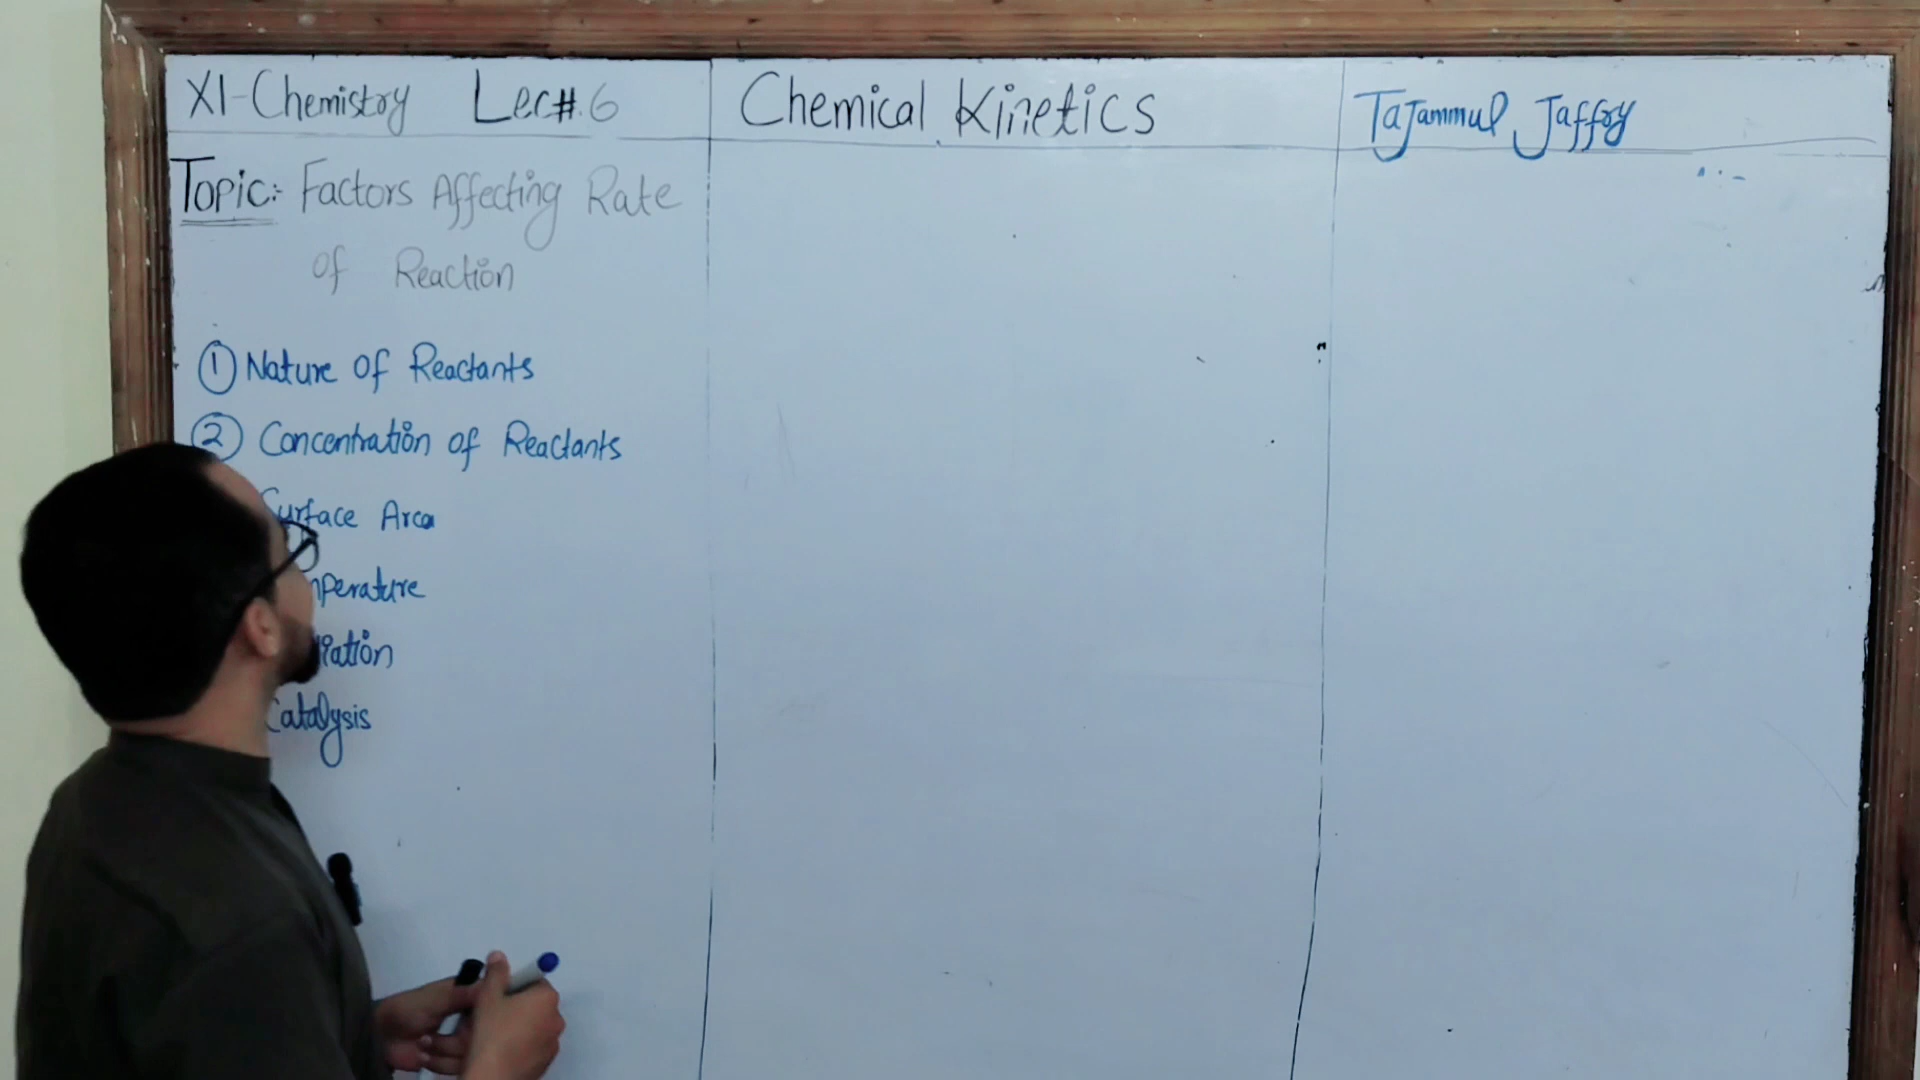 XI-Chemistry Lec#.6
Chemical Kinetics
Tajammul Jaffry
Topic:- Factors Affecting Rate
of Reaction
① Nature of Reactants
② Concentration of Reactants
Surface Area
perature
iation
Catalysis